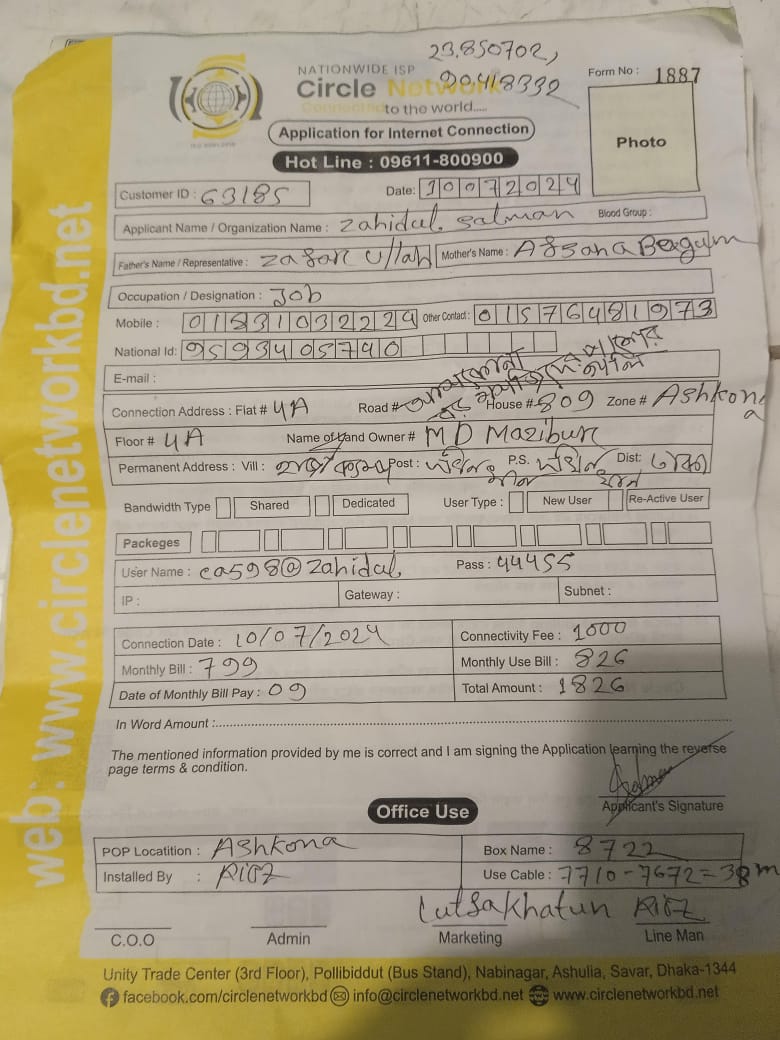 23.850702,
90.418332
NATIONWIDE ISP
Circle Network
Connected to the world.....
Form No : 1887
Photo
Application for Internet Connection
Hot Line : 09611-800900
Customer ID : 63185 Date: 10072024
Applicant Name / Organization Name : Zahidal. Salman Blood Group :
Father's Name / Representative : Zafar Ullah Mother's Name : Afsana Begum
Occupation / Designation : Job
Mobile : 01531032224 Other Contact : 01576481973
National Id: 9593405740
E-mail :
Connection Address : Flat # 4A Road # House # 809 Zone # Ashkona
Floor # 4A Name of Land Owner # MD Mazibur
Permanent Address : Vill : Post : P.S. Dist: ঢাকা
Bandwidth Type Shared Dedicated User Type : New User Re-Active User
Packeges
User Name : ca598@Zahidal. Pass : 44455
IP : Gateway : Subnet :
Connection Date : 10/07/2024 Connectivity Fee : 1000
Monthly Bill : 799 Monthly Use Bill : 826
Date of Monthly Bill Pay : 09 Total Amount : 1826
In Word Amount :
The mentioned information provided by me is correct and I am signing the Application learning the reverse
page terms & condition.
Salman
Applicant's Signature
Office Use
POP Locatition : Ashkona Box Name : 8722
Installed By : Use Cable : 7710-7672=38m
C.O.O Admin Marketing Line Man
Unity Trade Center (3rd Floor), Pollibiddut (Bus Stand), Nabinagar, Ashulia, Savar, Dhaka-1344
facebook.com/circlenetworkbd info@circlenetworkbd.net www.circlenetworkbd.net
web: www.circlenetworkbd.net